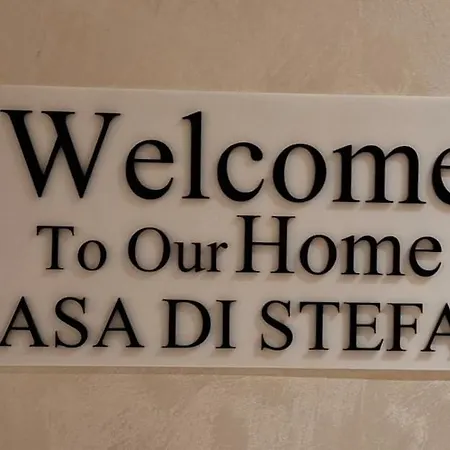 Welcome
To Our Home
ASA DI STEFA